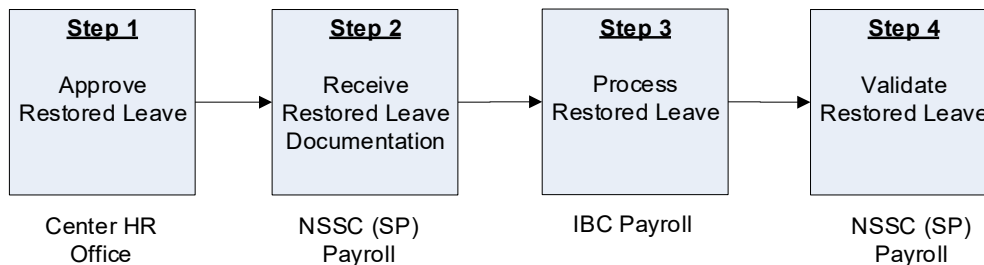 Step 1
Approve
Restored Leave
Step 2
Receive
Restored Leave
Documentation
Step 3
Process
Restored Leave
Step 4
Validate
Restored Leave
Center HR
Office
NSSC (SP)
Payroll
IBC Payroll
NSSC (SP)
Payroll